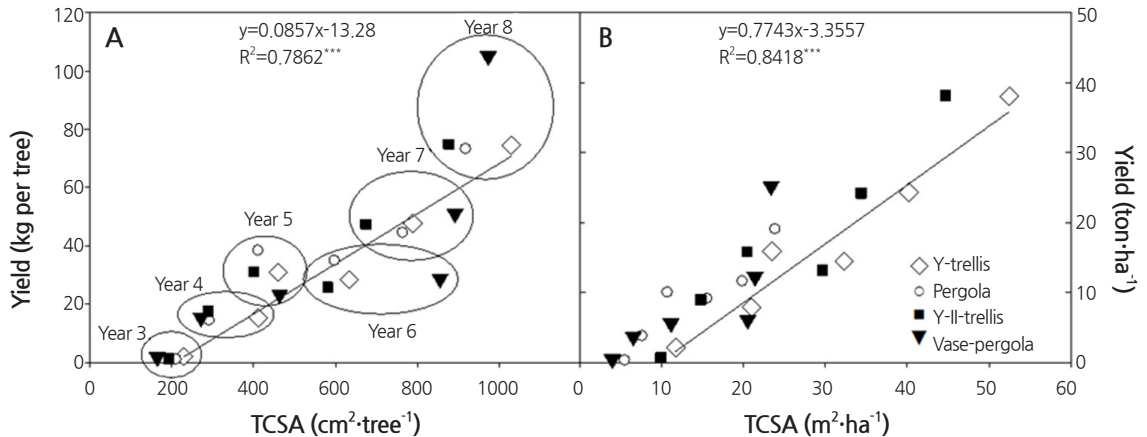 A
y=0.0857x-13.28
R²=0.7862***
Year 8
Year 7
Year 5
Year 4
Year 3
Year 6
120
100
80
60
40
20
0
0
200
400
600
800
1000
Yield (kg per tree)
TCSA (cm²·tree⁻¹)
B
y=0.7743x-3.3557
R²=0.8418***
Y-trellis
Pergola
Y-II-trellis
Vase-pergola
50
40
30
20
10
0
0
10
20
30
40
50
60
Yield (ton·ha⁻¹)
TCSA (m²·ha⁻¹)